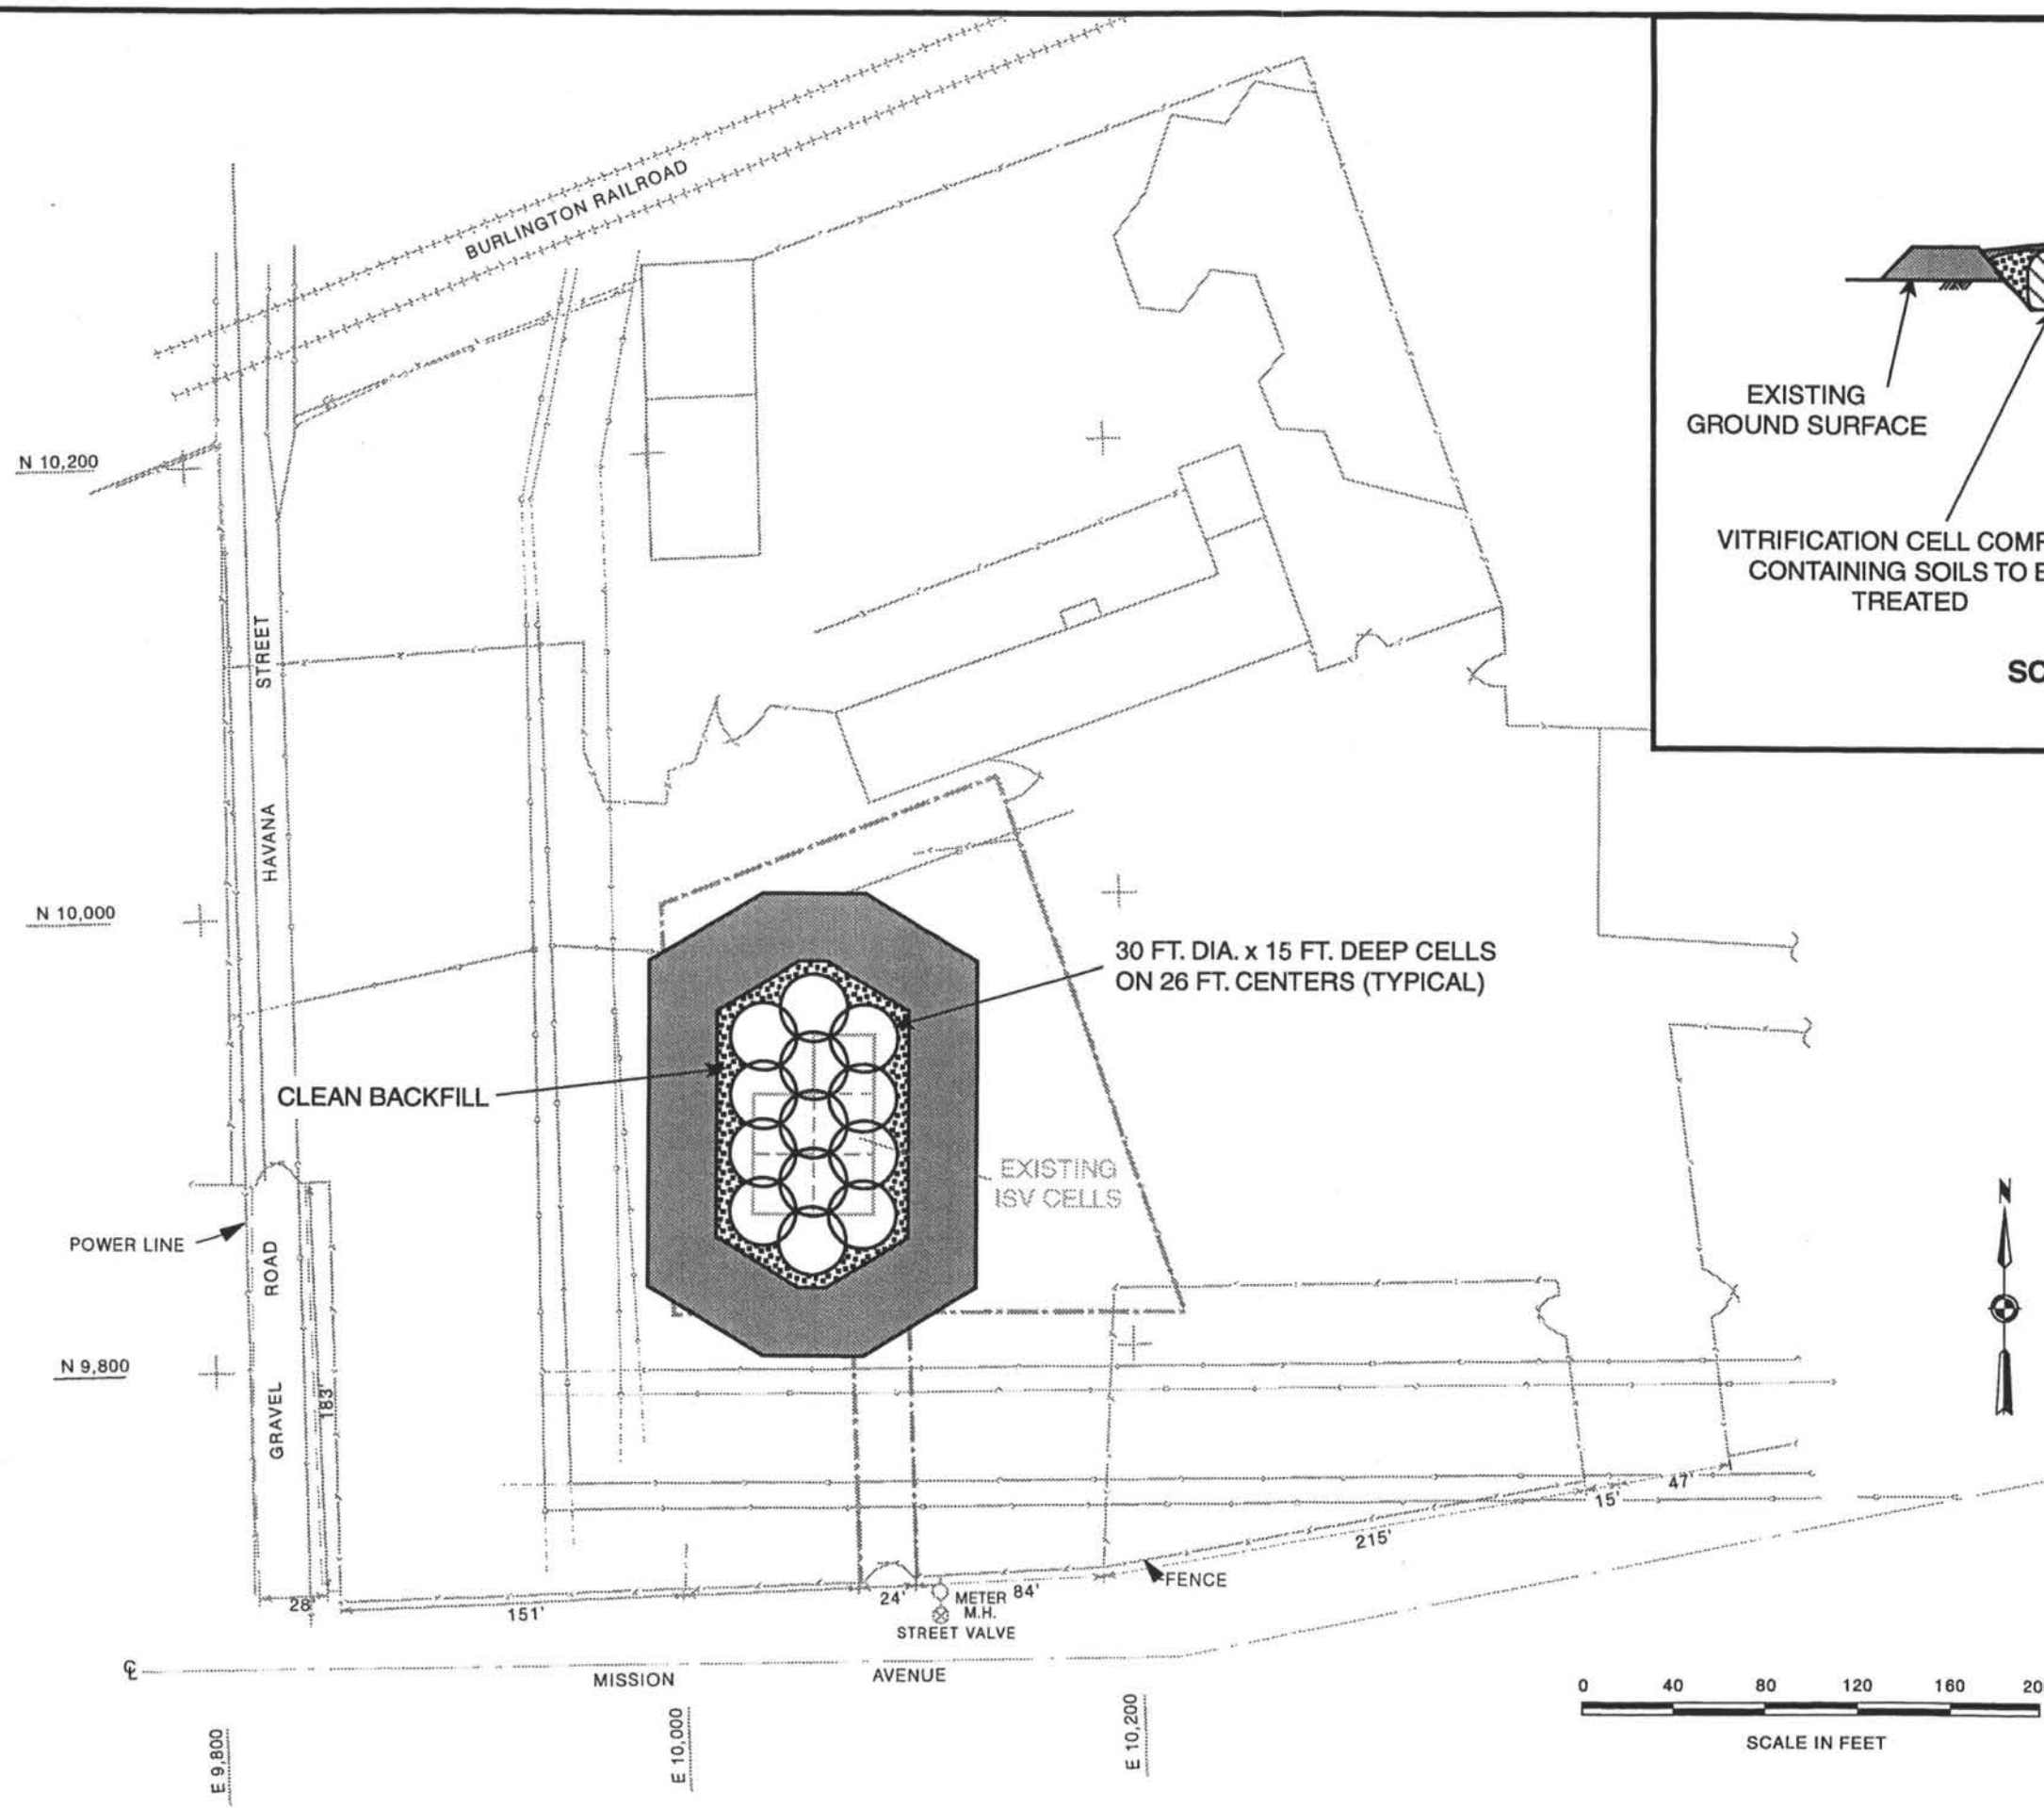 BURLINGTON RAILROAD
EXISTING
GROUND SURFACE
N 10,200
VITRIFICATION CELL COMP
CONTAINING SOILS TO
TREATED
STREET
HAVANA
N 10,000
30 FT. DIA. x 15 FT. DEEP CELLS
ON 26 FT. CENTERS (TYPICAL)
CLEAN BACKFILL
EXISTING
ISV CELLS
N
POWER LINE
ROAD
GRAVEL
N 9,800
183'
47'
15'
215'
FENCE
28'
151'
24'
METER 84'
M.H.
STREET VALVE
MISSION AVENUE
0 40 80 120 160 20
SCALE IN FEET
E 9,800
E 10,000
E 10,200